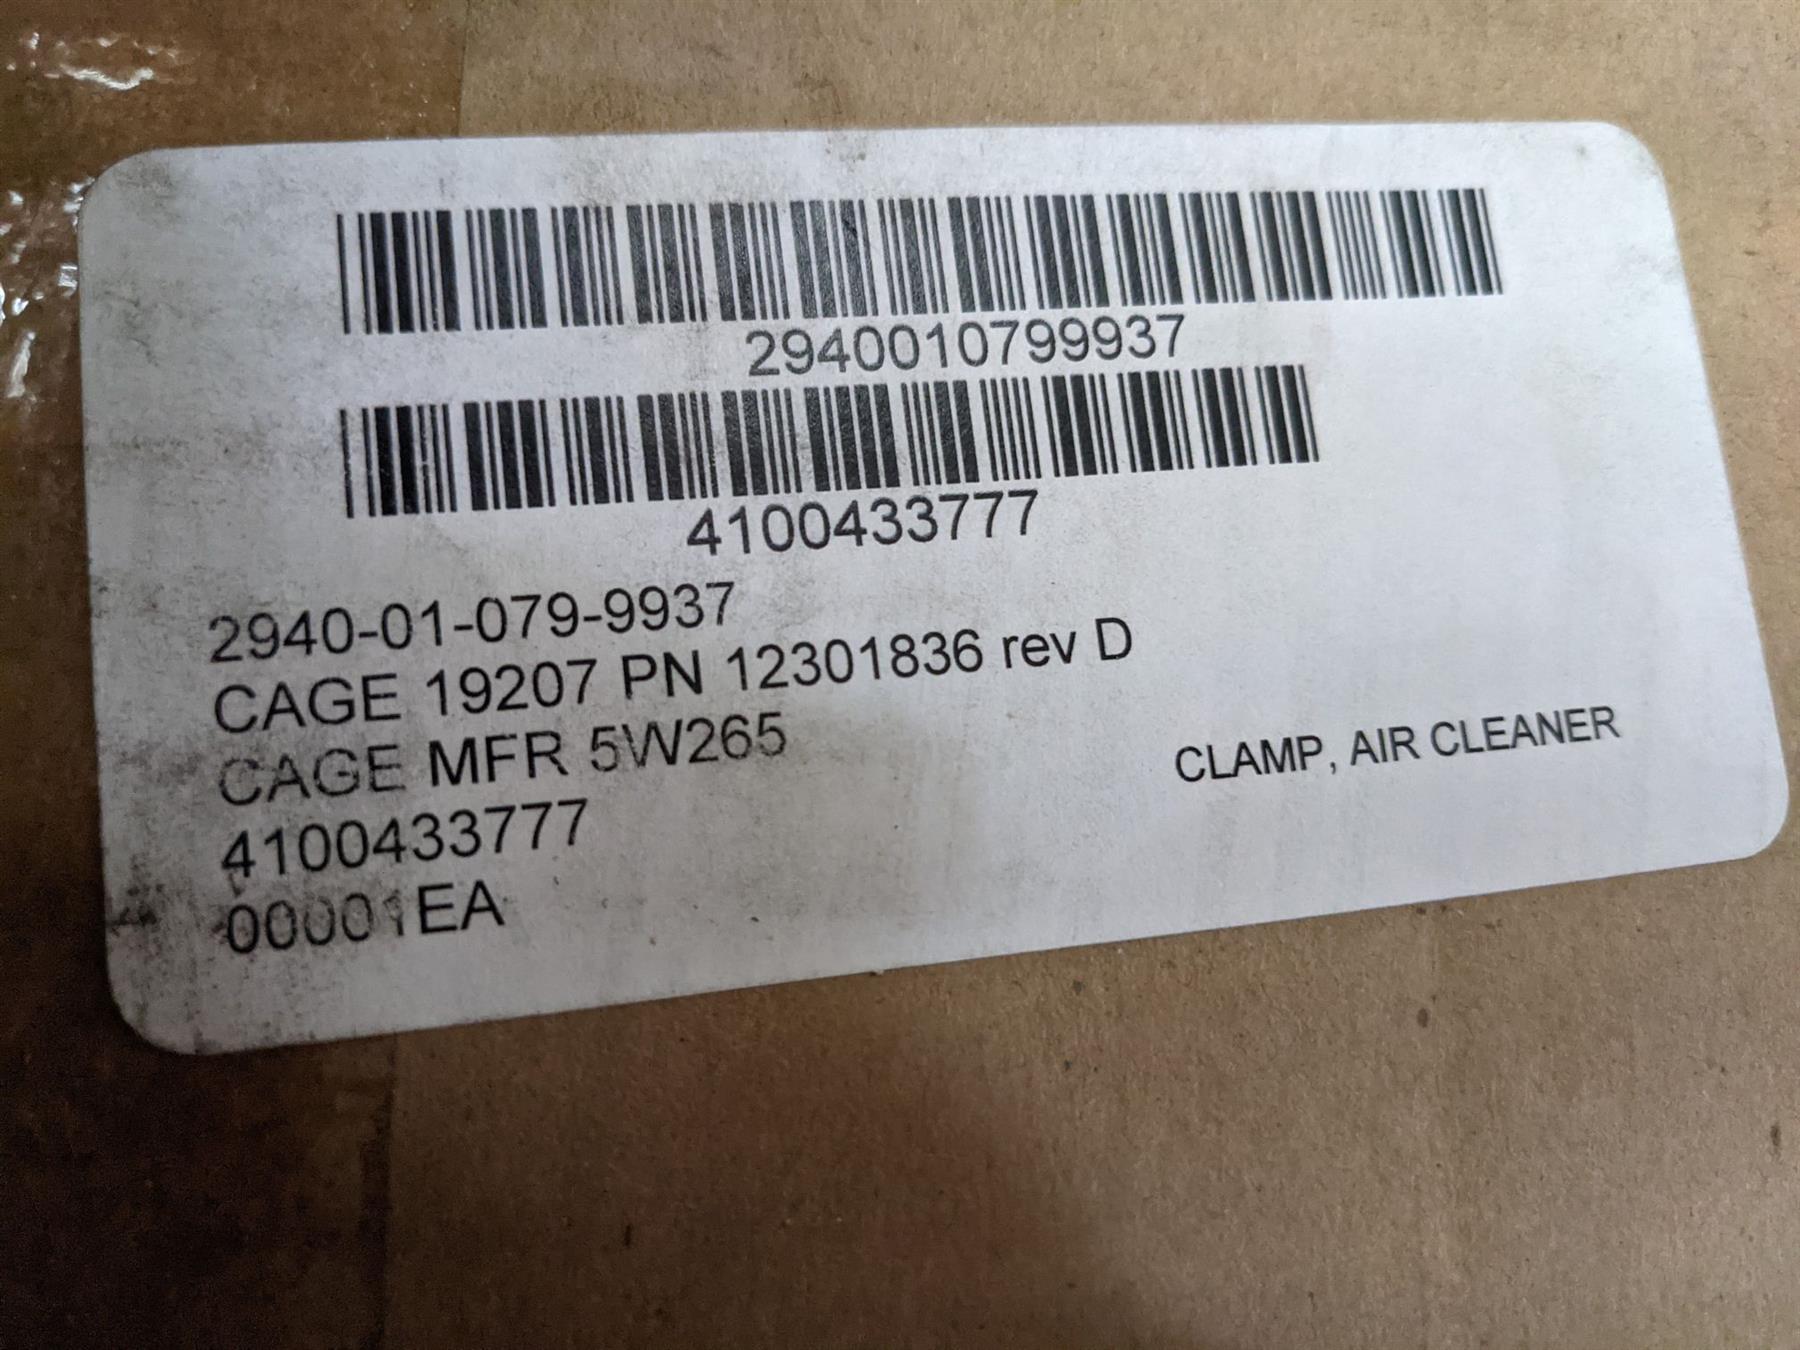 2940010799937
4100433777
2940-01-079-9937
CAGE 19207 PN 12301836 rev D
CAGE MFR 5W265
CLAMP, AIR CLEANER
4100433777
00001EA